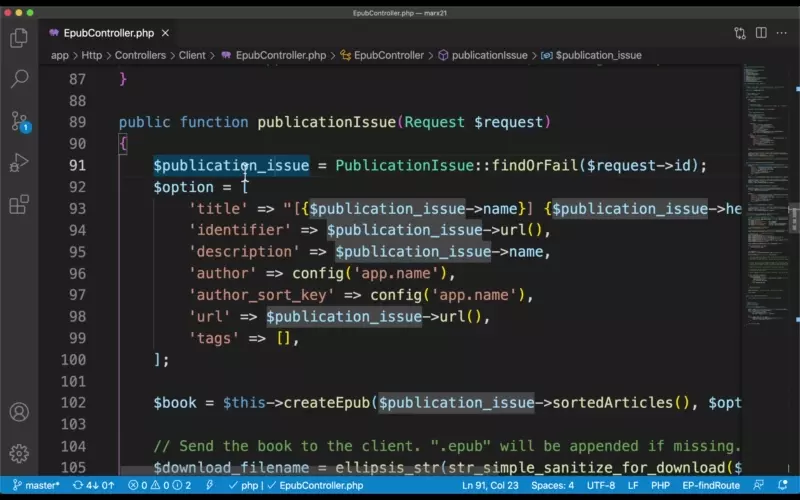 EpubController.php — marx21
EpubController.php
app > Http > Controllers > Client > EpubController.php > EpubController > publicationIssue > $publication_issue
87 }
88
89 public function publicationIssue(Request $request)
90 {
91 $publication_issue = PublicationIssue::findOrFail($request->id);
92 $option = [
93 'title' => "[{$publication_issue->name}] {$publication_issue->he
94 'identifier' => $publication_issue->url(),
95 'description' => $publication_issue->name,
96 'author' => config('app.name'),
97 'author_sort_key' => config('app.name'),
98 'url' => $publication_issue->url(),
99 'tags' => [],
100 ];
101
102 $book = $this->createEpub($publication_issue->sortedArticles(), $opt
103
104 // Send the book to the client. ".epub" will be appended if missing.
105 $download_filename = ellipsis_str(str_simple_sanitize_for_download($
1
master* 4↓ 0↑ 0 0 2 php | EpubController.php Ln 91, Col 23 Spaces: 4 UTF-8 LF PHP EP-findRoute